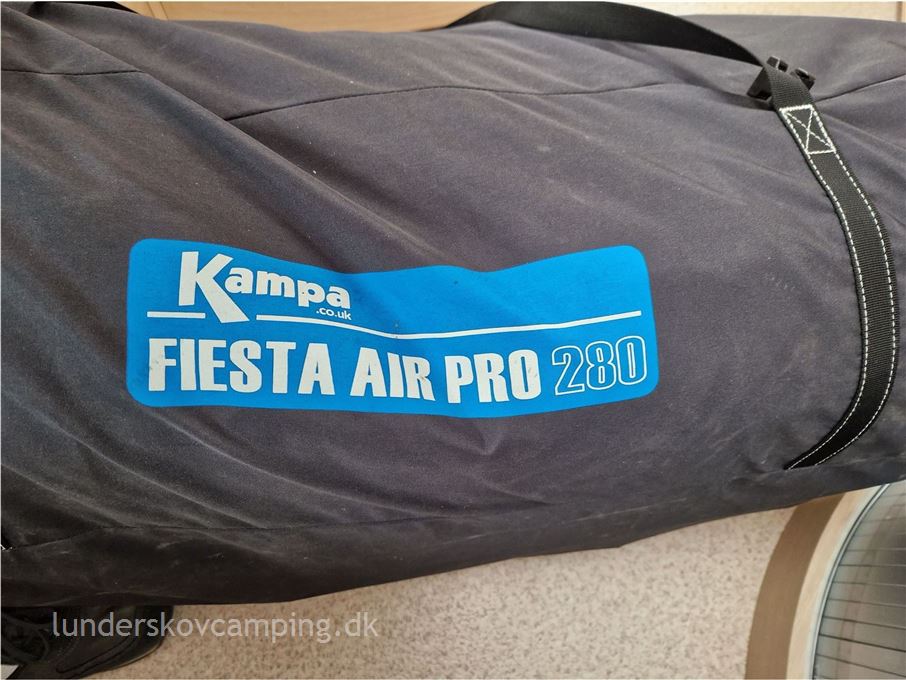 Kampa
.co.uk
FIESTA AIR PRO 280
lunderskovcamping.dk